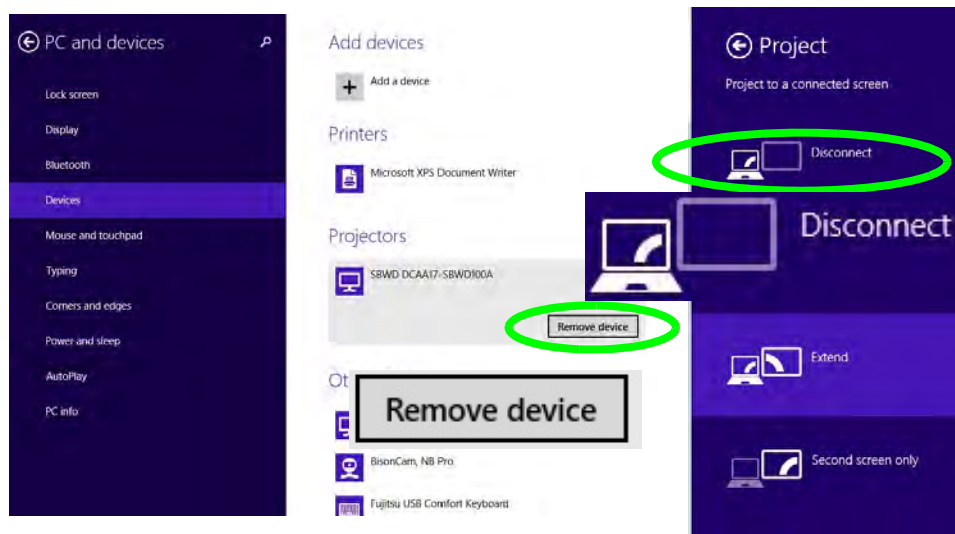 PC and devices
Lock screen
Display
Bluetooth
Devices
Mouse and touchpad
Typing
Corners and edges
Power and sleep
AutoPlay
PC info
Add devices
Add a device
Printers
Microsoft XPS Document Writer
Projectors
SBWD DCAA17-SBWD100A
Remove device
Ot
Remove device
BisonCam, NB Pro
Fujitsu USB Comfort Keyboard
Project
Project to a connected screen
Disconnect
Disconnect
Extend
Second screen only